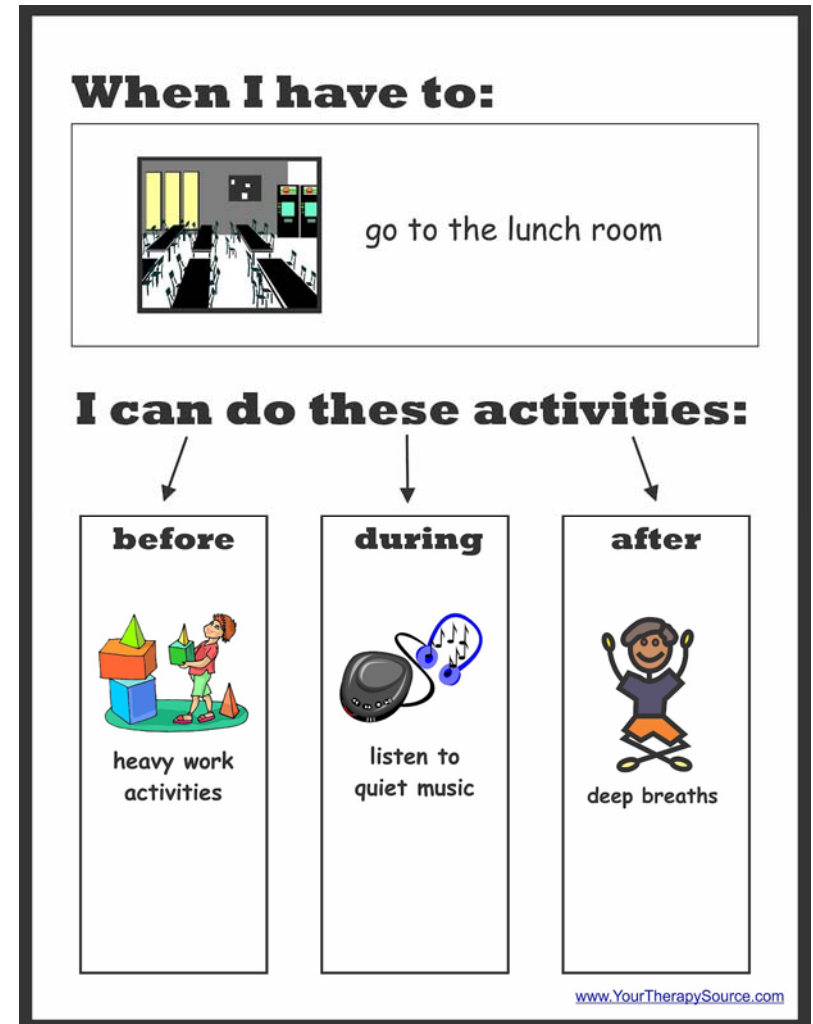 When I have to:
go to the lunch room
I can do these activities:
before
heavy work
activities
during
listen to
quiet music
after
deep breaths
www.YourTherapySource.com